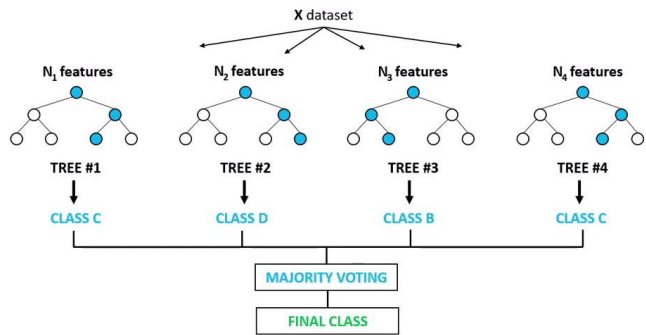 X dataset
N1 features N2 features N3 features N4 features
TREE #1 TREE #2 TREE #3 TREE #4
CLASS C CLASS D CLASS B CLASS C
MAJORITY VOTING
FINAL CLASS